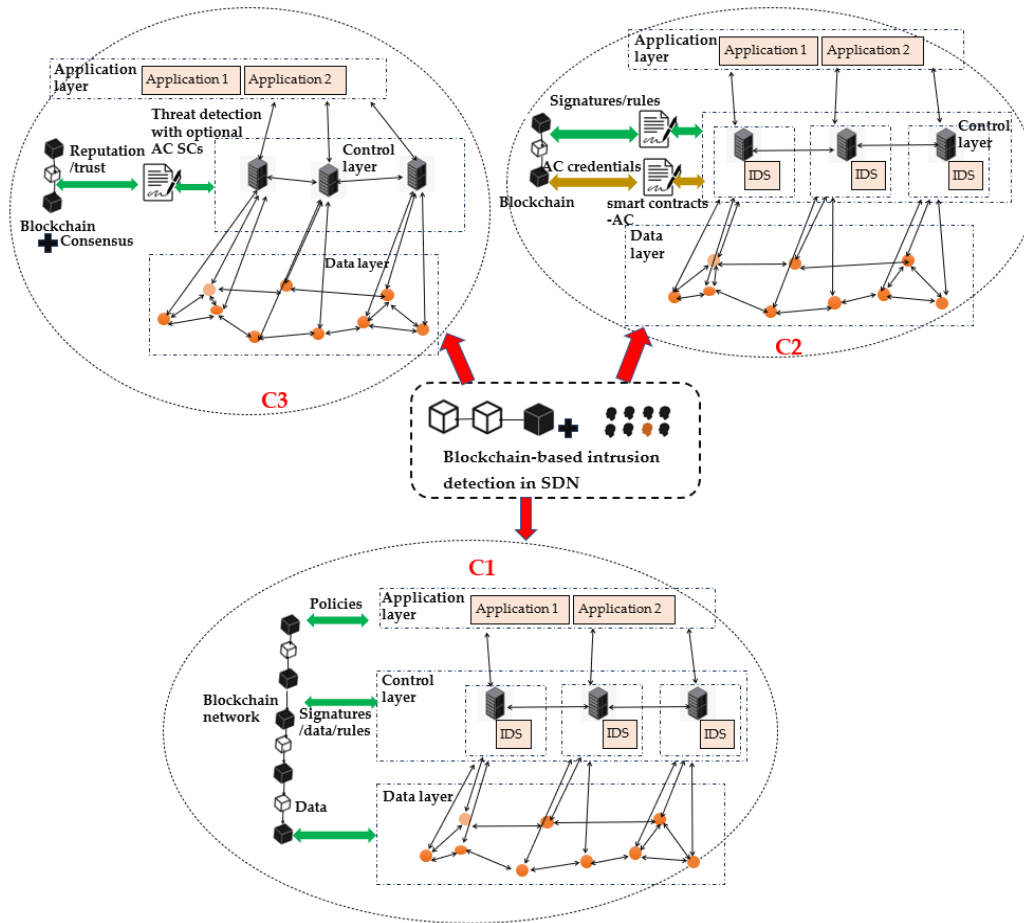 Application
layer
Application 1
Application 2
Threat detection
with optional
AC SCs
Reputation
/trust
Control
layer
Blockchain
Consensus
Data layer
C3
Application
layer
Application 1
Application 2
Signatures/rules
Control
layer
AC credentials
IDS
IDS
IDS
Blockchain
smart contracts
-AC
Data
layer
C2
Blockchain-based intrusion
detection in SDN
C1
Policies
Application
layer
Application 1
Application 2
Control
layer
Blockchain
network
Signatures
/data/rules
IDS
IDS
IDS
Data layer
Data